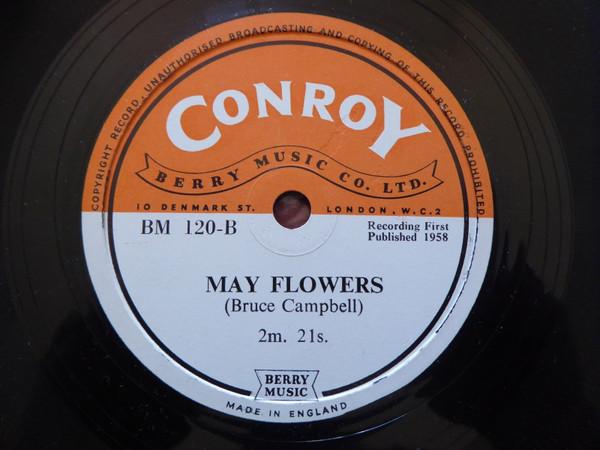 COPYRIGHT RECORD. UNAUTHORISED BROADCASTING AND COPYING OF THIS RECORD PROHIBITED
CONROY
BERRY MUSIC CO. LTD.
10 DENMARK ST. LONDON. W.C.2
BM 120-B
Recording First
Published 1958
MAY FLOWERS
(Bruce Campbell)
2m. 21s.
BERRY
MUSIC
MADE IN ENGLAND